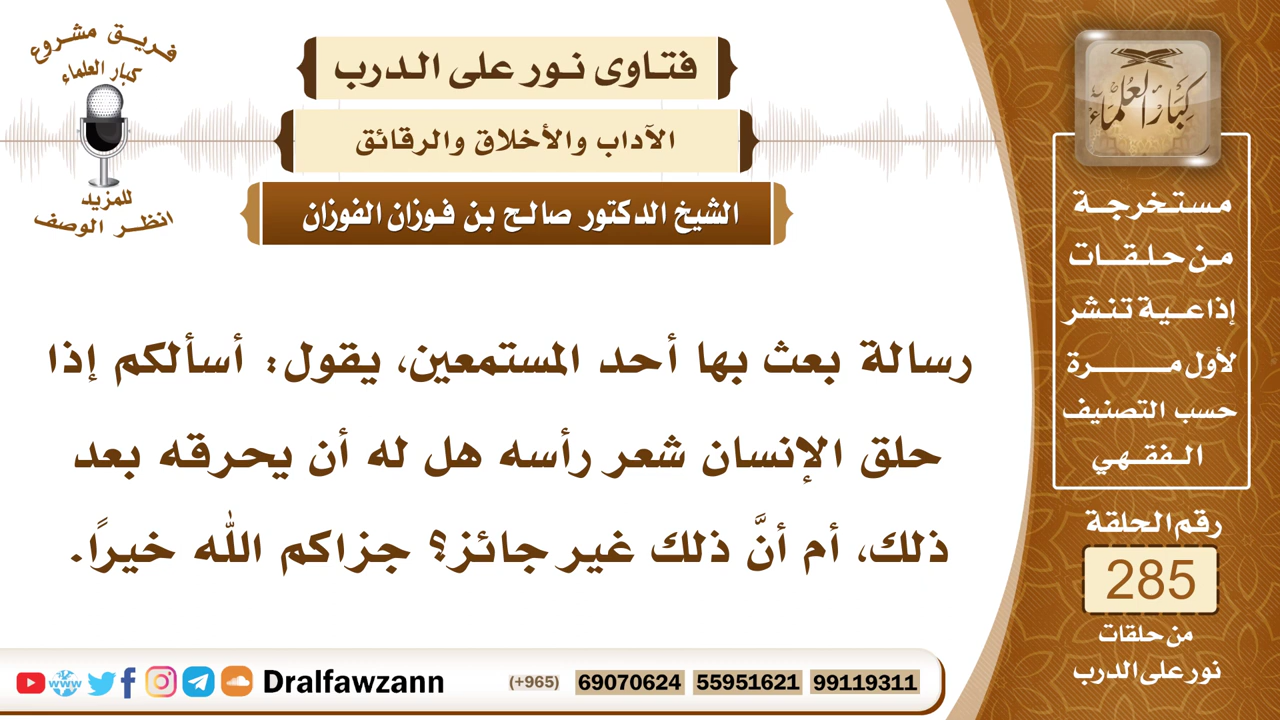 فريق مشروع
كبار العلماء
للمزيد
انظر الوصف
فتاوى نور على الدرب
الآداب والأخلاق والرقائق
الشيخ الدكتور صالح بن فوزان الفوزان
رسالة بعث بها أحد المستمعين، يقول: أسألكم إذا
حلق الإنسان شعر رأسه هل له أن يحرقه بعد
ذلك، أم أنَّ ذلك غير جائز؟ جزاكم الله خيراً.
كبار العلماء
مستخرجة
من حلقات
إذاعية تنشر
لأول مرة
حسب التصنيف
الفقهي
رقم الحلقة
285
من حلقات
نور على الدرب
www Dralfawzann (+965) 69070624 55951621 99119311